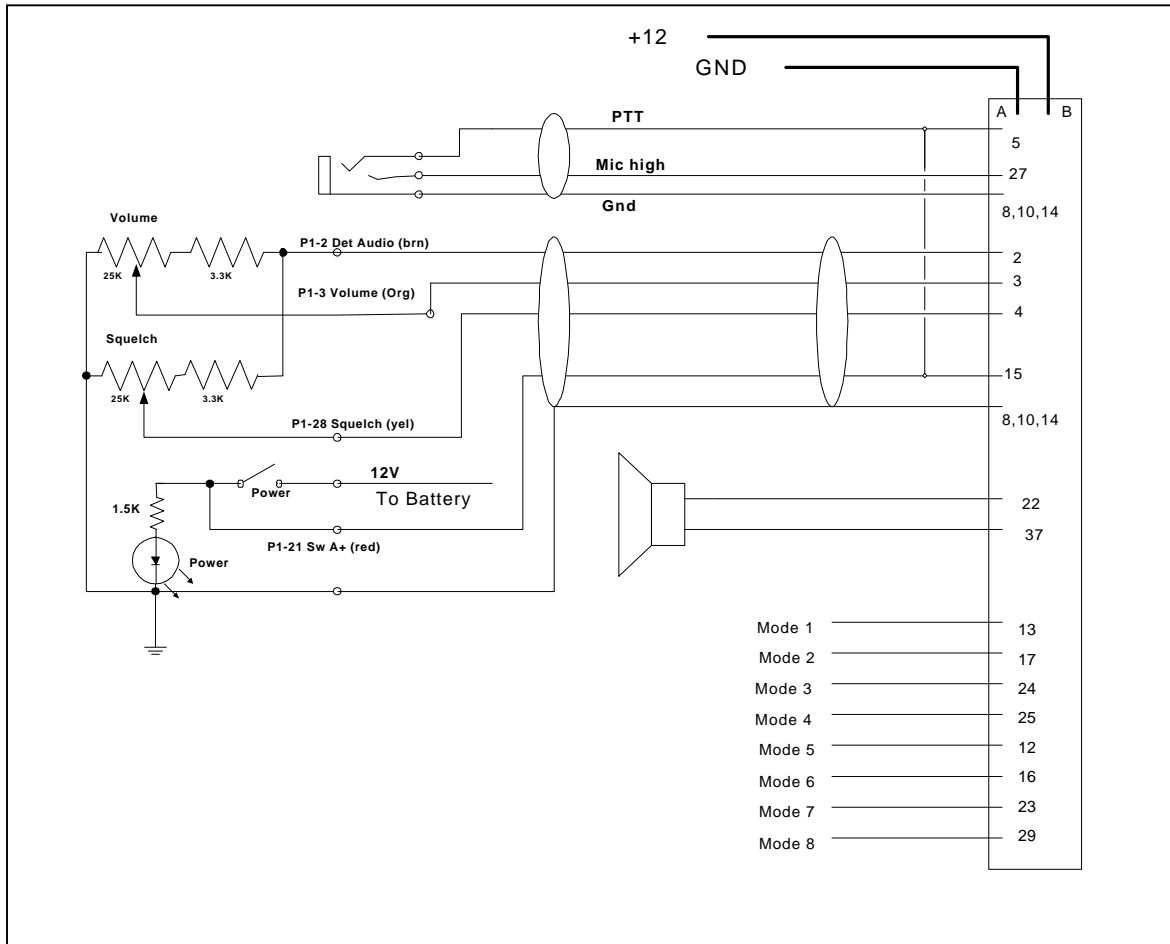 +12
GND
A B
PTT
5
Mic high
27
Gnd
8,10,14
Volume
P1-2 Det Audio (brn)
2
25K
3.3K
P1-3 Volume (Org)
3
4
Squelch
15
25K
3.3K
P1-28 Squelch (yel)
8,10,14
12V
Power
To Battery
22
1.5K
P1-21 Sw A+ (red)
37
Power
Mode 1
13
Mode 2
17
Mode 3
24
Mode 4
25
Mode 5
12
Mode 6
16
Mode 7
23
Mode 8
29